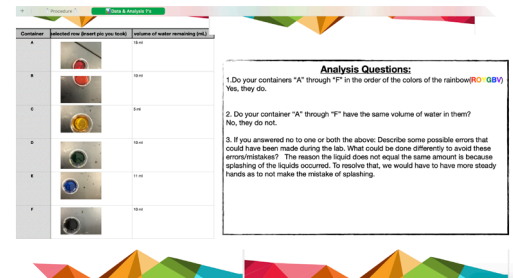 + Procedure Data & Analysis 1's
Container selected row (insert pic you took) volume of water remaining (mL)
A 16 ml
B 10 ml
C 5 ml
D 10 ml
E 11 ml
F 10 ml
Analysis Questions:
1.Do your containers "A" through "F" in the order of the colors of the rainbow(ROYGBV)
Yes, they do.
2. Do your container "A" through "F" have the same volume of water in them?
No, they do not.
3. If you answered no to one or both the above: Describe some possible errors that
could have been made during the lab. What could be done differently to avoid these
errors/mistakes? The reason the liquid does not equal the same amount is because
splashing of the liquids occurred. To resolve that, we would have to have more steady
hands as to not make the mistake of splashing.